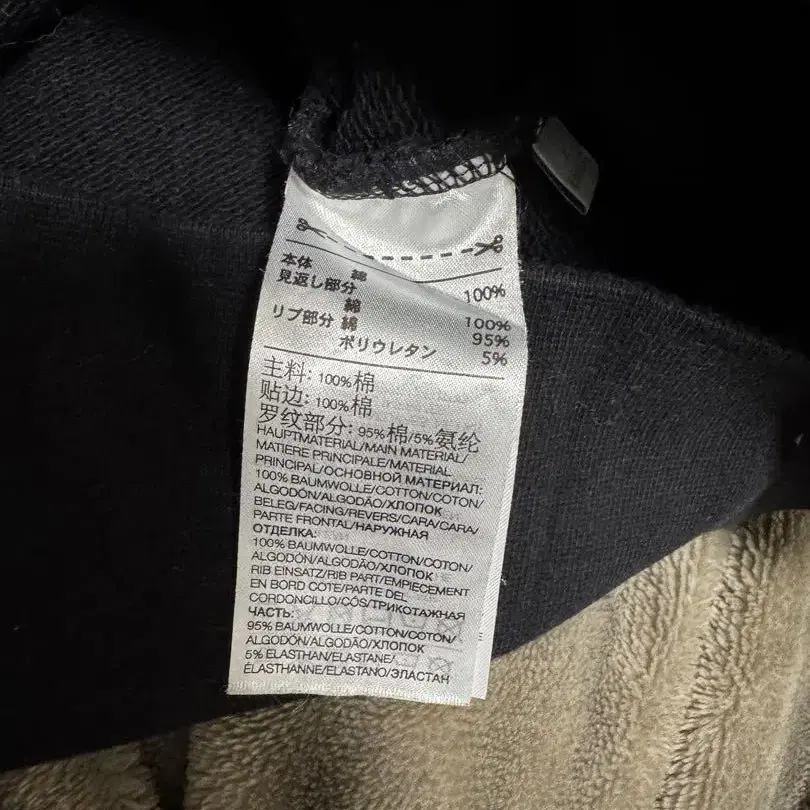 本体 綿 100%
見返し部分
綿 100%
リブ部分 綿 95%
ポリウレタン 5%
主料: 100%棉
贴边: 100%棉
罗纹部分: 95%棉/5%氨纶
HAUPTMATERIAL/MAIN MATERIAL/
MATIERE PRINCIPALE/MATERIAL
PRINCIPAL/ОСНОВНОЙ МАТЕРИАЛ:
100% BAUMWOLLE/COTTON/COTON/
ALGODÓN/ALGODÃO/ХЛОПОК
BELEG/FACING/REVERS/CARA/CARA/
PARTE FRONTAL/НАРУЖНАЯ
ОТДЕЛКА:
100% BAUMWOLLE/COTTON/COTON/
ALGODÓN/ALGODÃO/ХЛОПОК
RIB EINSATZ/RIB PART/EMPIECEMENT
EN BORD COTE/PARTE DEL
CORDONCILLO/CÓS/ТРИКОТАЖНАЯ
ЧАСТЬ:
95% BAUMWOLLE/COTTON/COTON/
ALGODÓN/ALGODÃO/ХЛОПОК
5% ELASTHAN/ELASTANE/
ÉLASTHANNE/ELASTANO/ЭЛАСТАН